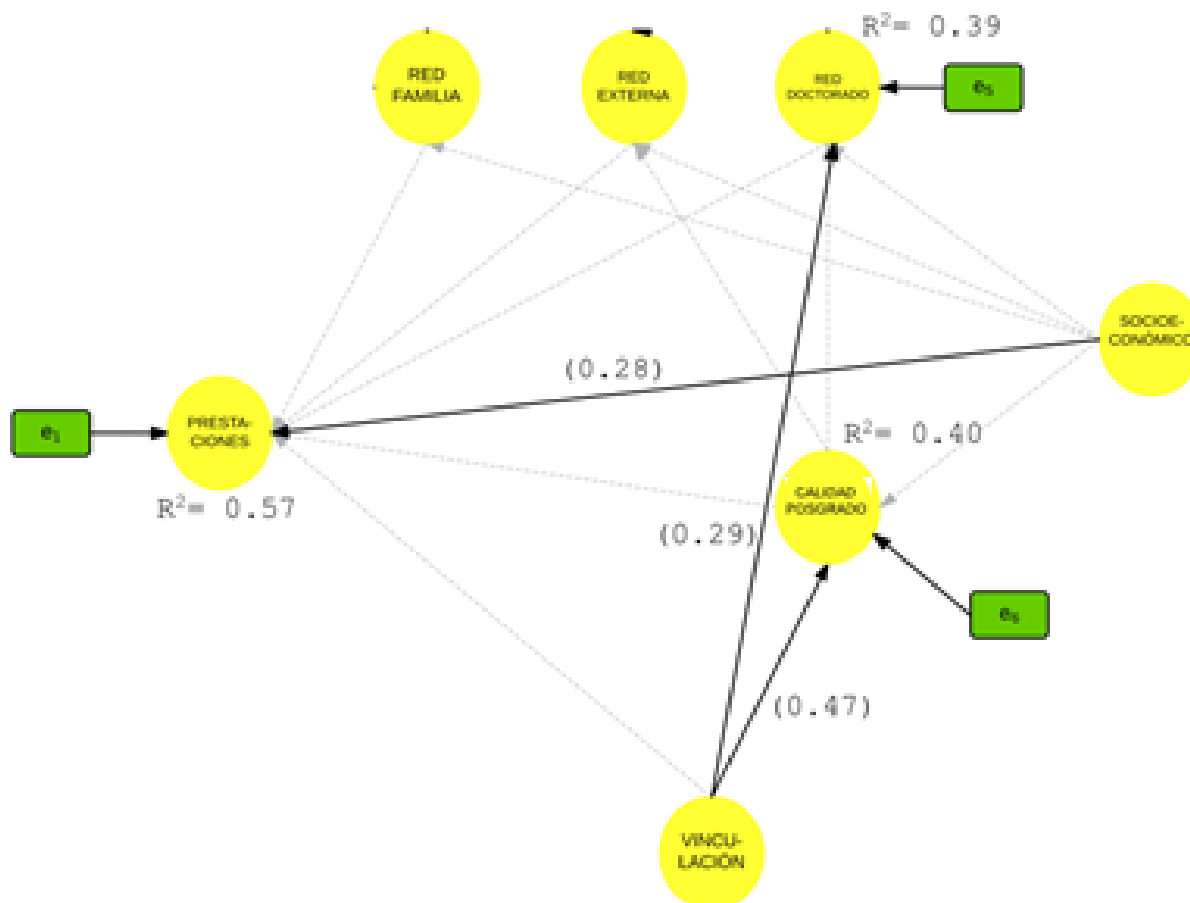 R²= 0.39
RED
FAMILIA
RED
EXTERNA
RED
DOCTORADO
e₅
SOCIOE-
CONÓMICO
(0.28)
e₁
PRESTA-
CIONES
R²= 0.40
R²= 0.57
CALIDAD
POSGRADO
(0.29)
e₆
(0.47)
VINCU-
LACIÓN